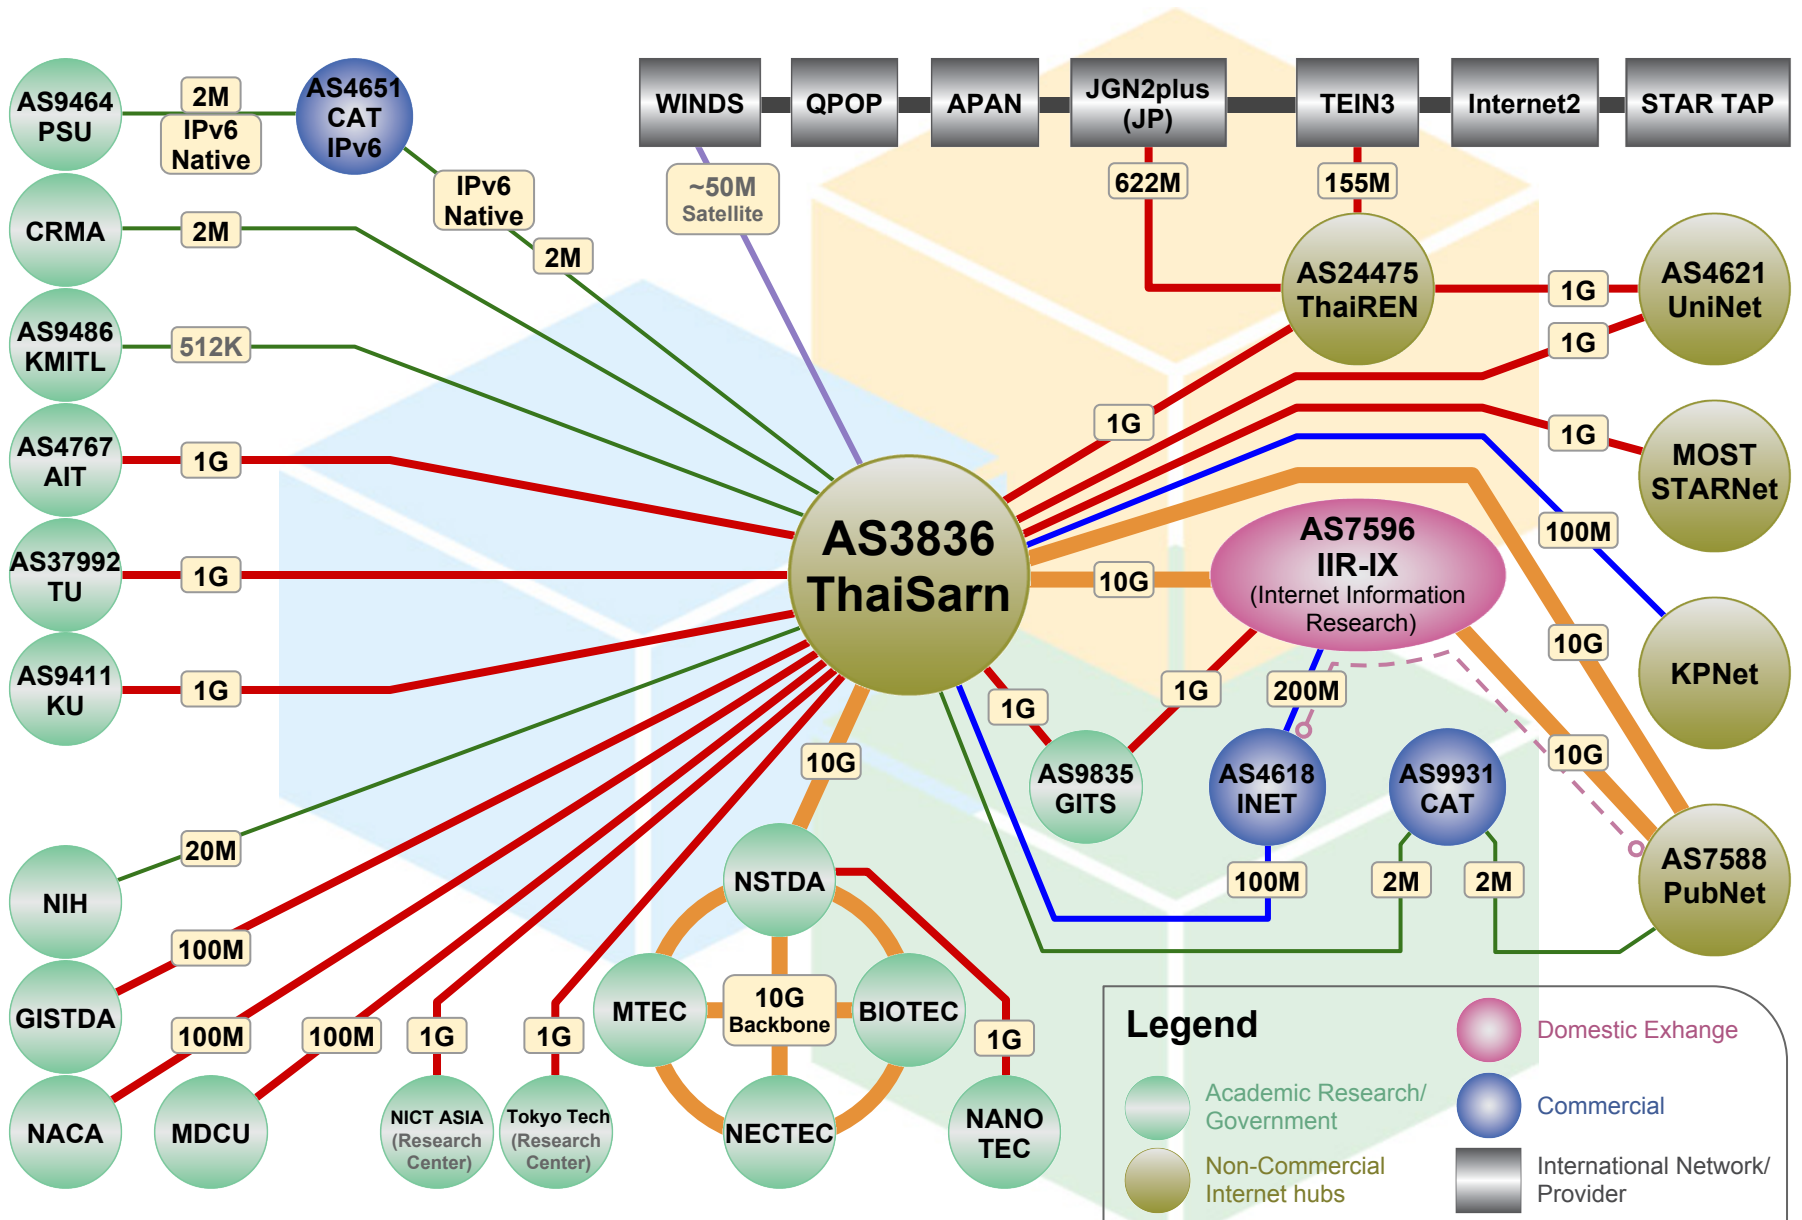 AS9464
PSU
2M
IPv6
Native
AS4651
CAT
IPv6
IPv6
Native
2M
WINDS
QPOP
APAN
JGN2plus
(JP)
TEIN3
Internet2
STAR TAP
~50M
Satellite
622M
155M
CRMA
2M
AS9486
KMITL
512K
AS4767
AIT
1G
AS37992
TU
1G
AS9411
KU
1G
AS24475
ThaiREN
1G
AS4621
UniNet
1G
1G
1G
MOST
STARNet
100M
KPNet
AS3836
ThaiSarn
10G
AS7596
IIR-IX
(Internet Information
Research)
10G
10G
1G
1G
200M
AS9835
GITS
AS4618
INET
AS9931
CAT
100M
2M
2M
AS7588
PubNet
10G
NIH
20M
GISTDA
100M
NACA
100M
MDCU
100M
NICT ASIA
(Research
Center)
1G
Tokyo Tech
(Research
Center)
1G
NSTDA
MTEC
10G
Backbone
BIOTEC
NECTEC
1G
NANO
TEC
Legend
Domestic Exhange
Academic Research/
Government
Commercial
Non-Commercial
Internet hubs
International Network/
Provider